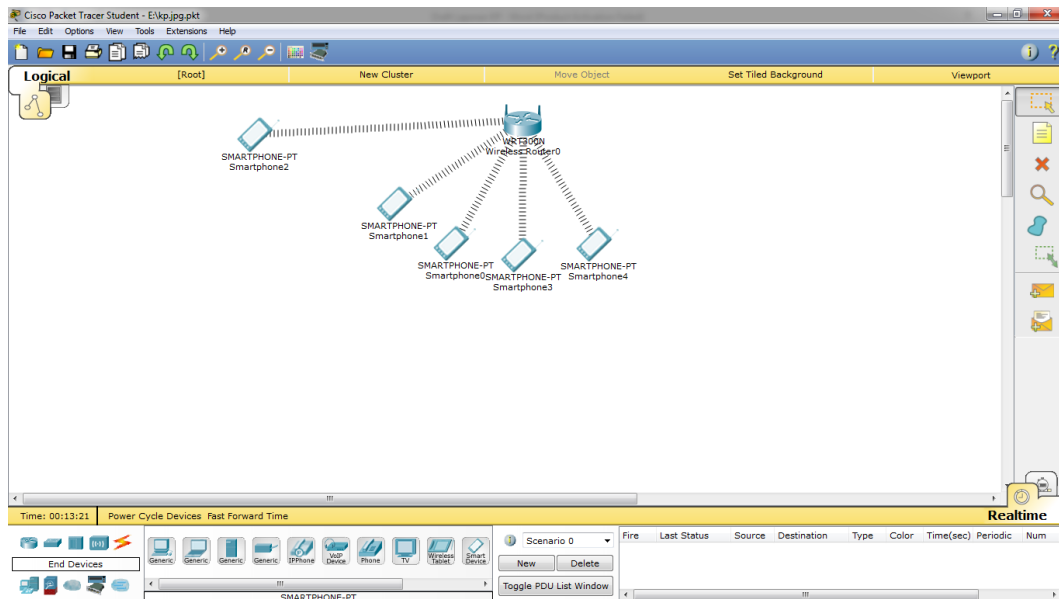 Cisco Packet Tracer Student - E:\kp.jpg.pkt
File Edit Options View Tools Extensions Help
Logical [Root] New Cluster Move Object Set Tiled Background Viewport
WRT300N
Wireless Router0
SMARTPHONE-PT
Smartphone2
SMARTPHONE-PT
Smartphone1
SMARTPHONE-PT
Smartphone0
SMARTPHONE-PT
Smartphone3
SMARTPHONE-PT
Smartphone4
Time: 00:13:21 Power Cycle Devices Fast Forward Time Realtime
End Devices
Generic Generic Generic Generic IPPhone VoIP Device Phone TV Wireless Tablet Smart Device
SMARTPHONE-PT
Scenario 0
New Delete
Toggle PDU List Window
Fire Last Status Source Destination Type Color Time(sec) Periodic Num